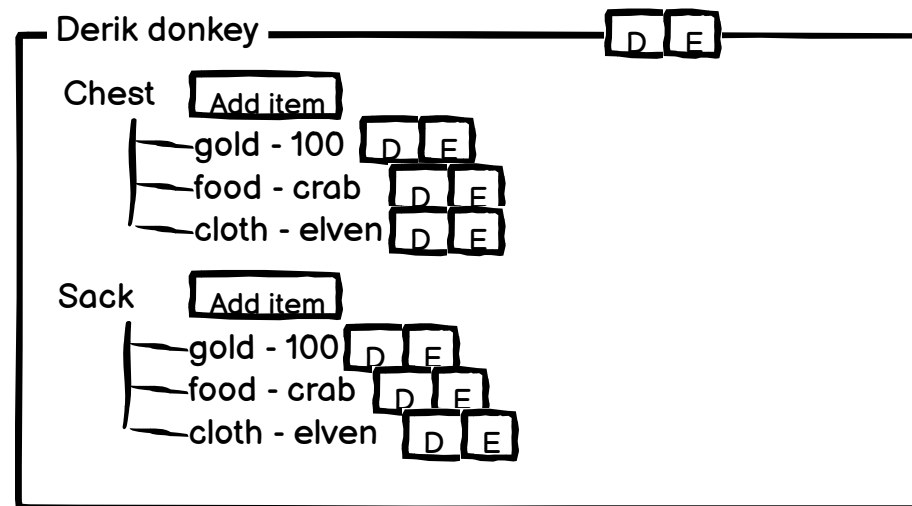 Derik donkey D E
Chest Add item
gold - 100 D E
food - crab D E
cloth - elven D E
Sack Add item
gold - 100 D E
food - crab D E
cloth - elven D E